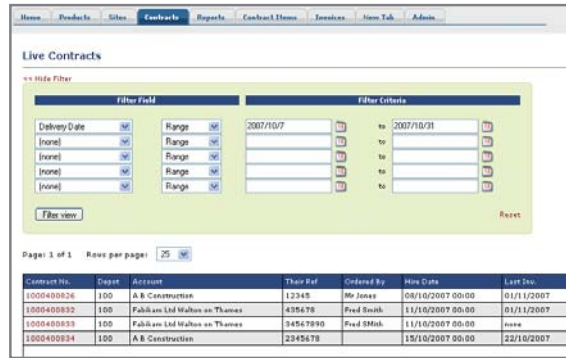 Home Products Sites Contracts Reports Contract Items Invoices New Tab Admin
Live Contracts
<< Hide Filter
Filter Field Filter Criteria
Delivery Date Range 2007/10/7 to 2007/10/31
(none) Range to
(none) Range to
(none) Range to
(none) Range to
Filter view Reset
Page: 1 of 1 Rows per page: 25
Contract No. Depot Account Their Ref Ordered By Hire Date Last Inv.
1000400826 100 A B Construction 12345 Mr Jones 08/10/2007 00:00 01/11/2007
1000400832 100 Fabikam Ltd Walton on Thames 435678 Fred Smith 11/10/2007 00:00 01/11/2007
1000400833 100 Fabikam Ltd Walton on Thames 34567890 Fred SMith 11/10/2007 00:00 none
1000400834 100 A B Construction 2345678 15/10/2007 00:00 22/10/2007